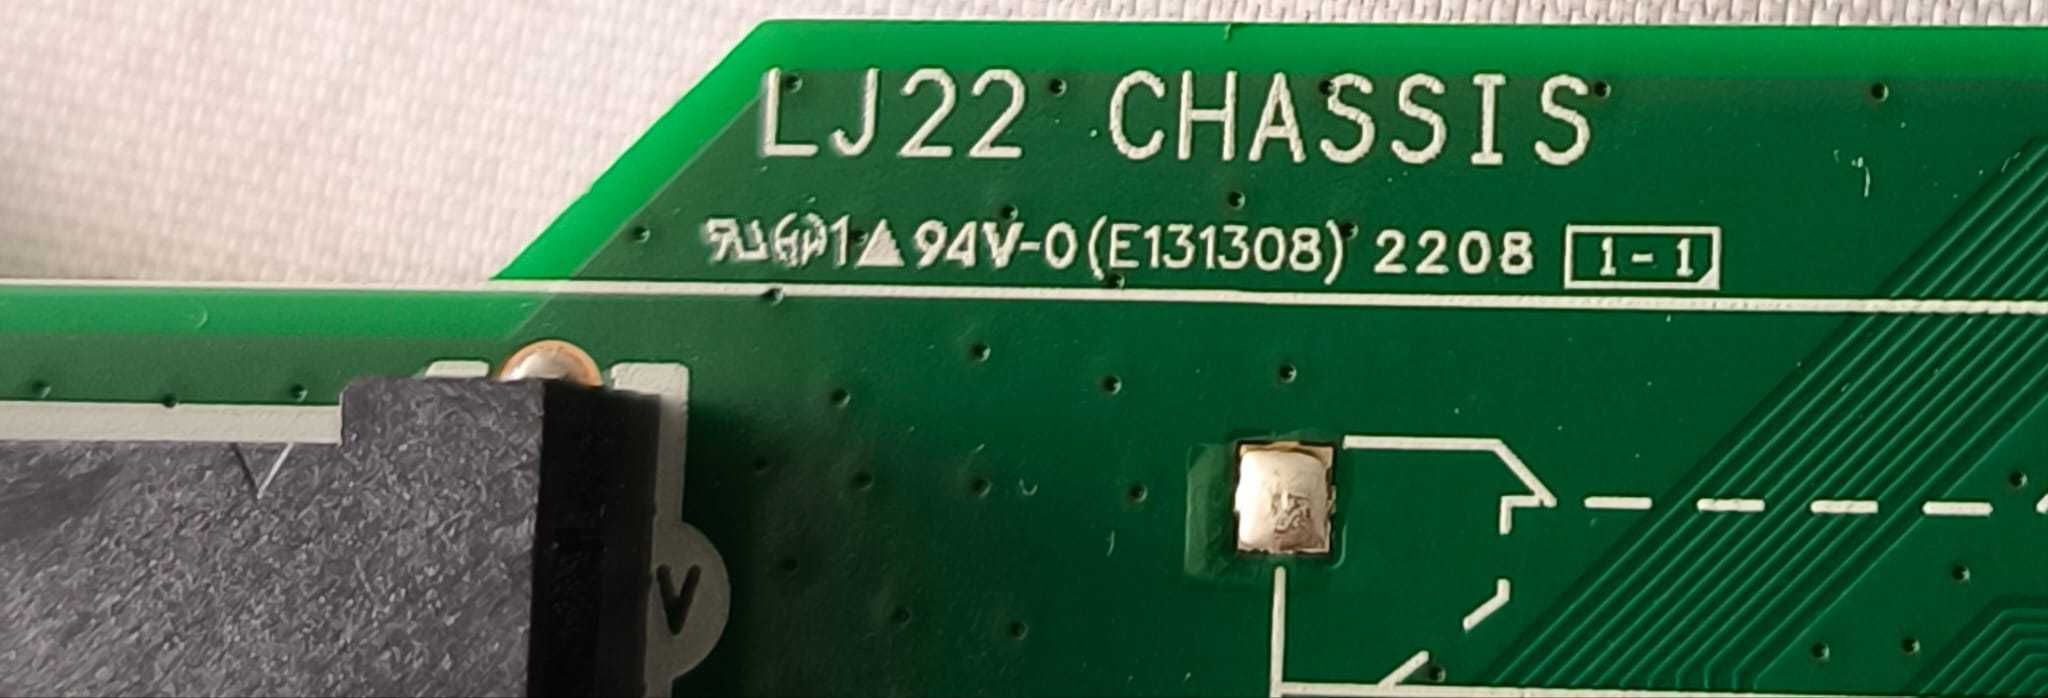 LJ22 CHASSIS
94V-0(E131308) 2208 1-1
V